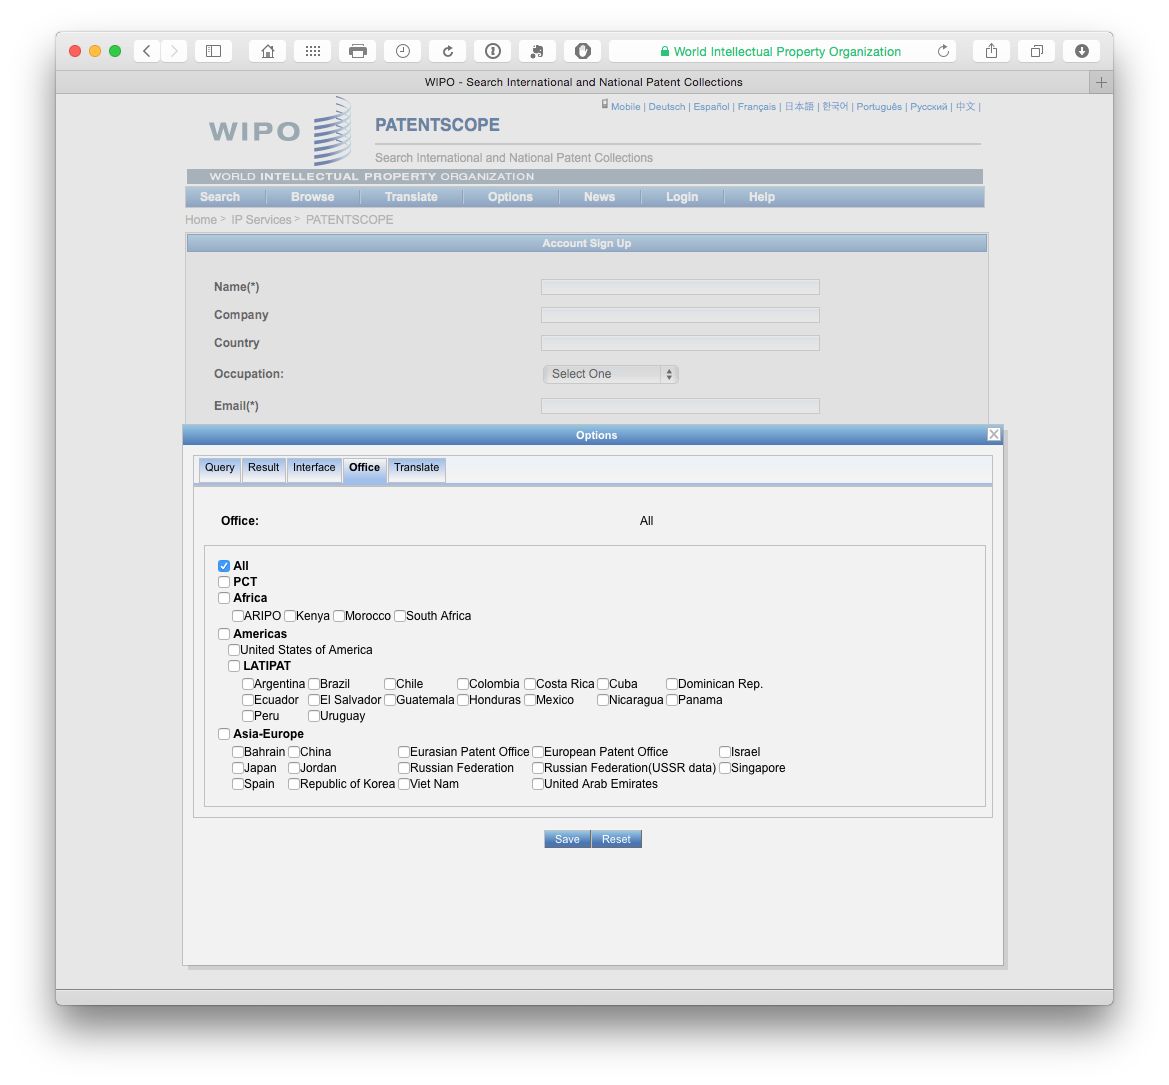 World Intellectual Property Organization
WIPO - Search International and National Patent Collections
Mobile | Deutsch | Español | Français | 日本語 | 한국어 | Português | Русский | 中文 |
WIPO
PATENTSCOPE
Search International and National Patent Collections
WORLD INTELLECTUAL PROPERTY ORGANIZATION
Search Browse Translate Options News Login Help
Home > IP Services > PATENTSCOPE
Account Sign Up
Name(*)
Company
Country
Occupation: Select One
Email(*)
Options
Query Result Interface Office Translate
Office: All
All
PCT
Africa
ARIPO Kenya Morocco South Africa
Americas
United States of America
LATIPAT
Argentina Brazil Chile Colombia Costa Rica Cuba Dominican Rep.
Ecuador El Salvador Guatemala Honduras Mexico Nicaragua Panama
Peru Uruguay
Asia-Europe
Bahrain China Eurasian Patent Office European Patent Office Israel
Japan Jordan Russian Federation Russian Federation(USSR data) Singapore
Spain Republic of Korea Viet Nam United Arab Emirates
Save Reset